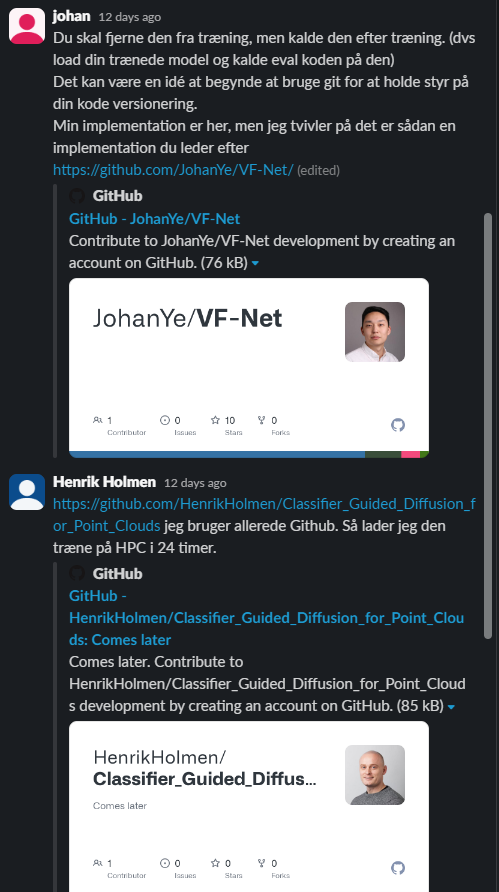 johan 12 days ago
Du skal fjerne den fra træning, men kalde den efter træning. (dvs
load din trænede model og kalde eval koden på den)
Det kan være en idé at begynde at bruge git for at holde styr på
din kode versionering.
Min implementation er her, men jeg tvivler på det er sådan en
implementation du leder efter
https://github.com/JohanYe/VF-Net/ (edited)
GitHub
GitHub - JohanYe/VF-Net
Contribute to JohanYe/VF-Net development by creating an
account on GitHub. (76 kB)
JohanYe/VF-Net
1 0 10 0
Contributor Issues Stars Forks
Henrik Holmen 12 days ago
https://github.com/HenrikHolmen/Classifier_Guided_Diffusion_f
or_Point_Clouds jeg bruger allerede Github. Så lader jeg den
træne på HPC i 24 timer.
GitHub
GitHub -
HenrikHolmen/Classifier_Guided_Diffusion_for_Point_Clou
ds: Comes later
Comes later. Contribute to
HenrikHolmen/Classifier_Guided_Diffusion_for_Point_Cloud
s development by creating an account on GitHub. (85 kB)
HenrikHolmen/
Classifier_Guided_Diffus...
Comes later
1 0 0 0
Contributor Issues Stars Forks